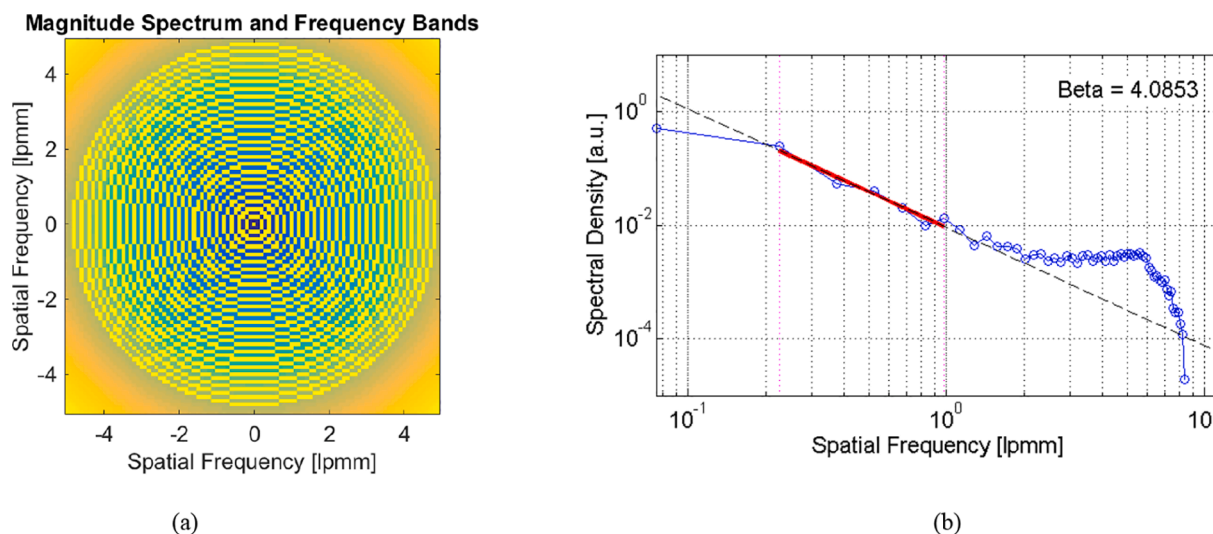 Magnitude Spectrum and Frequency Bands
Spatial Frequency [lpmm]
4
2
0
-2
-4
-4 -2 0 2 4
Spatial Frequency [lpmm]
(a)
Beta = 4.0853
Spectral Density [a.u.]
10^0
10^-2
10^-4
10^-1 10^0 10
Spatial Frequency [lpmm]
(b)